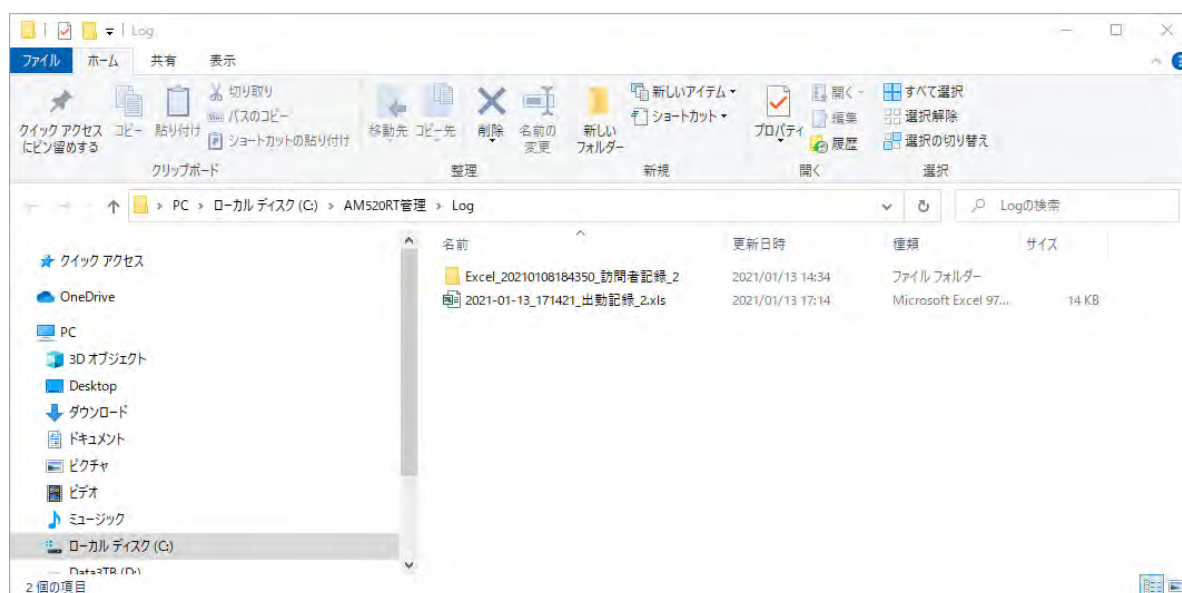 Log
ファイル ホーム 共有 表示
クイック アクセス
にピン留めする
コピー
貼り付け
切り取り
パスのコピー
ショートカットの貼り付け
クリップボード
移動先
コピー先
削除
名前の
変更
整理
新しい
フォルダー
新しいアイテム
ショートカット
新規
プロパティ
開く
編集
履歴
開く
すべて選択
選択解除
選択の切り替え
選択
PC › ローカル ディスク (C:) › AM520RT管理 › Log
Logの検索
クイック アクセス
OneDrive
PC
3D オブジェクト
Desktop
ダウンロード
ドキュメント
ピクチャ
ビデオ
ミュージック
ローカル ディスク (C:)
Data3TB (D:)
名前 更新日時 種類 サイズ
Excel_20210108184350_訪問者記録_2 2021/01/13 14:34 ファイル フォルダー
2021-01-13_171421_出勤記録_2.xls 2021/01/13 17:14 Microsoft Excel 97... 14 KB
2 個の項目